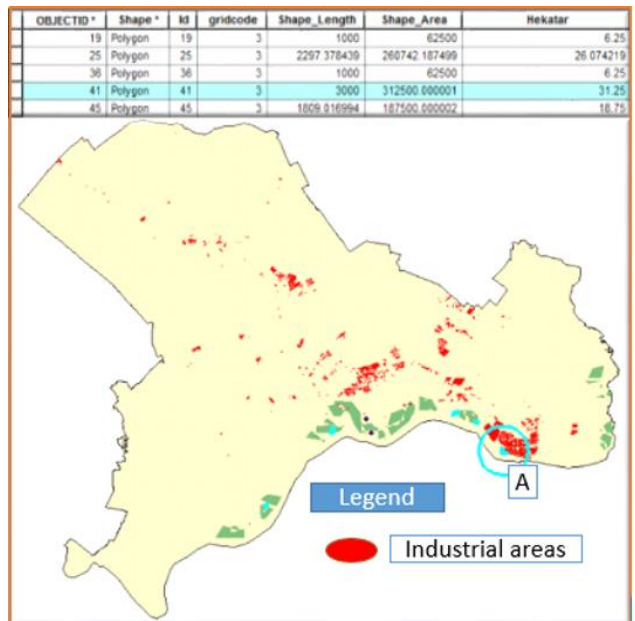 OBJECTID * Shape * Id gridcode Shape_Length Shape_Area Hekatar
19 Polygon 19 3 1000 62500 6.25
25 Polygon 25 3 2297.378439 260742.187499 26.074219
36 Polygon 36 3 1000 62500 6.25
41 Polygon 41 3 3000 312500.000001 31.25
45 Polygon 45 3 1809.016994 187500.000002 18.75
A
Legend
Industrial areas